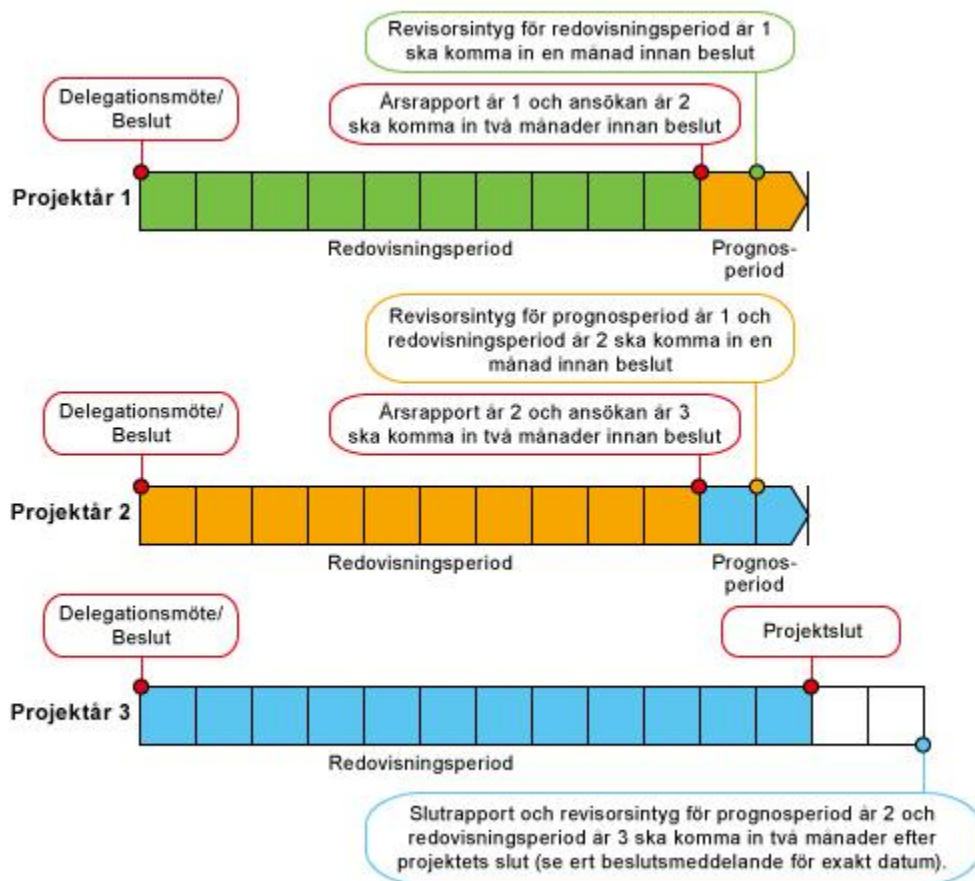 Revisorsintyg för redovisningsperiod år 1
ska komma in en månad innan beslut
Delegationsmöte/
Beslut
Årsrapport år 1 och ansökan år 2
ska komma in två månader innan beslut
Projektår 1
Redovisningsperiod
Prognos-
period
Revisorsintyg för prognosperiod år 1 och
redovisningsperiod år 2 ska komma in en
månad innan beslut
Delegationsmöte/
Beslut
Årsrapport år 2 och ansökan år 3
ska komma in två månader innan beslut
Projektår 2
Redovisningsperiod
Prognos-
period
Delegationsmöte/
Beslut
Projektslut
Projektår 3
Redovisningsperiod
Slutrapport och revisorsintyg för prognosperiod år 2 och
redovisningsperiod år 3 ska komma in två månader efter
projektets slut (se ert beslutsmeddelande för exakt datum).